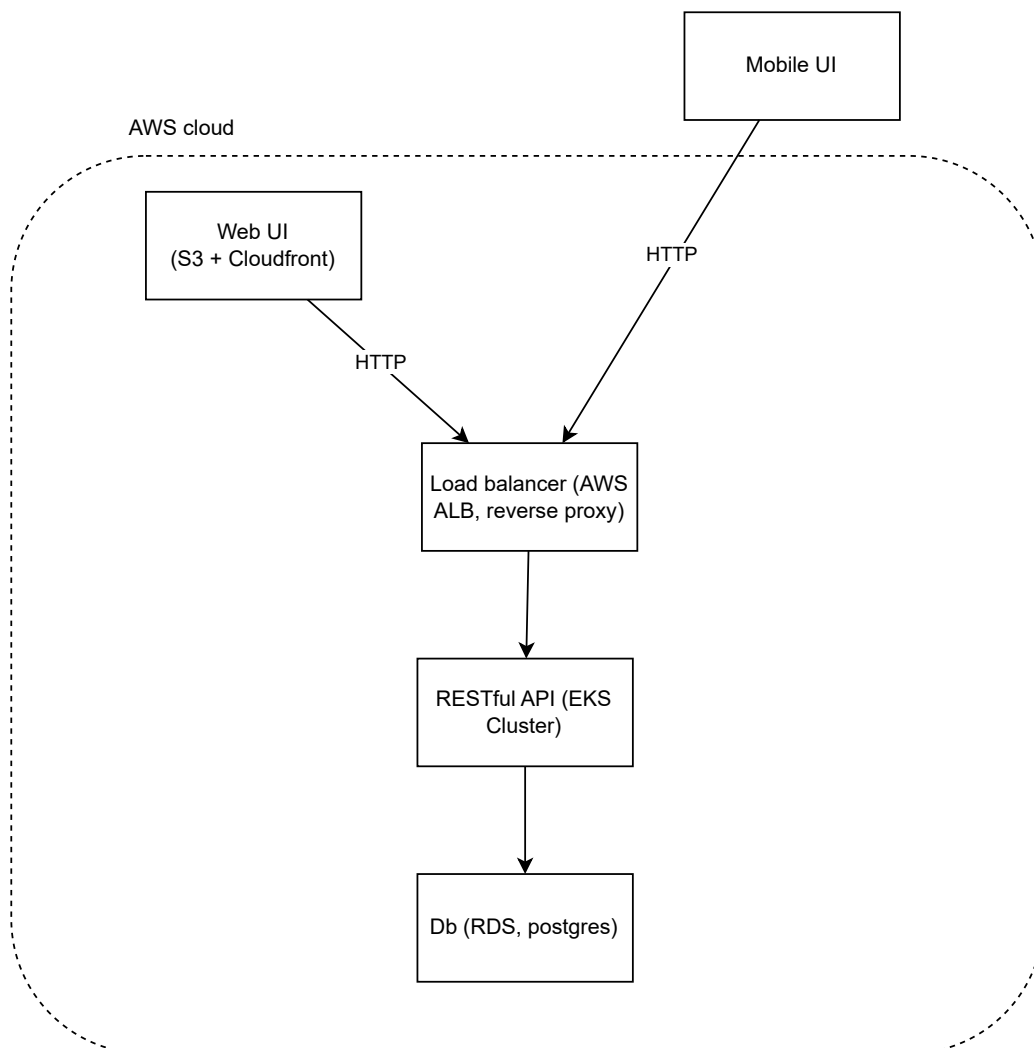 Mobile UI
AWS cloud
Web UI
(S3 + Cloudfront)
HTTP
HTTP
Load balancer (AWS
ALB, reverse proxy)
RESTful API (EKS
Cluster)
Db (RDS, postgres)